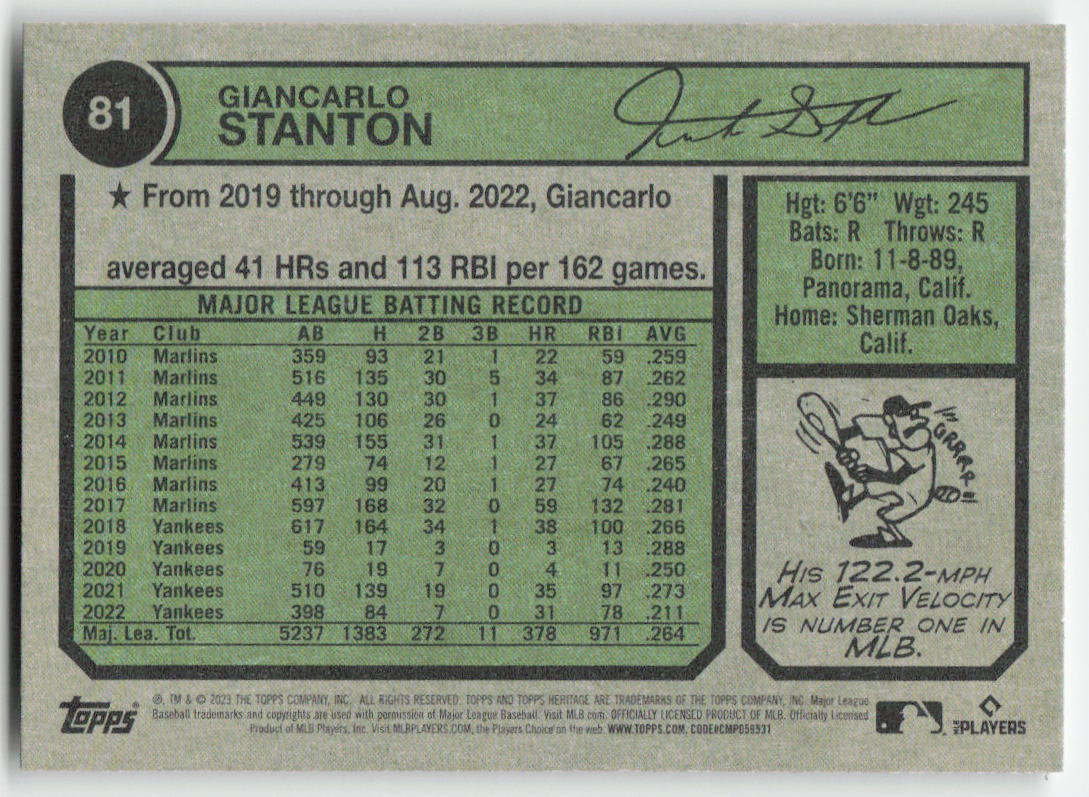 81
GIANCARLO
STANTON
★ From 2019 through Aug. 2022, Giancarlo
averaged 41 HRs and 113 RBI per 162 games.
MAJOR LEAGUE BATTING RECORD
Year Club AB H 2B 3B HR RBI AVG
2010 Marlins 359 93 21 1 22 59 .259
2011 Marlins 516 135 30 5 34 87 .262
2012 Marlins 449 130 30 1 37 86 .290
2013 Marlins 425 106 26 0 24 62 .249
2014 Marlins 539 155 31 1 37 105 .288
2015 Marlins 279 74 12 1 27 67 .265
2016 Marlins 413 99 20 1 27 74 .240
2017 Marlins 597 168 32 0 59 132 .281
2018 Yankees 617 164 34 1 38 100 .266
2019 Yankees 59 17 3 0 3 13 .288
2020 Yankees 76 19 7 0 4 11 .250
2021 Yankees 510 139 19 0 35 97 .273
2022 Yankees 398 84 7 0 31 78 .211
Maj. Lea. Tot. 5237 1383 272 11 378 971 .264
Hgt: 6'6" Wgt: 245
Bats: R Throws: R
Born: 11-8-89,
Panorama, Calif.
Home: Sherman Oaks,
Calif.
GRRRR
HIS 122.2-MPH
MAX EXIT VELOCITY
IS NUMBER ONE IN
MLB.
Topps
®, TM & © 2023 THE TOPPS COMPANY, INC. ALL RIGHTS RESERVED. TOPPS AND TOPPS HERITAGE ARE TRADEMARKS OF THE TOPPS COMPANY, INC. Major League
Baseball trademarks and copyrights are used with permission of Major League Baseball. Visit MLB.com. OFFICIALLY LICENSED PRODUCT OF MLB. Officially Licensed
Product of MLB Players, Inc. Visit MLBPLAYERS.COM, the Players Choice on the web. WWW.TOPPS.COM. CODE#CMP059531
MLB PLAYERS